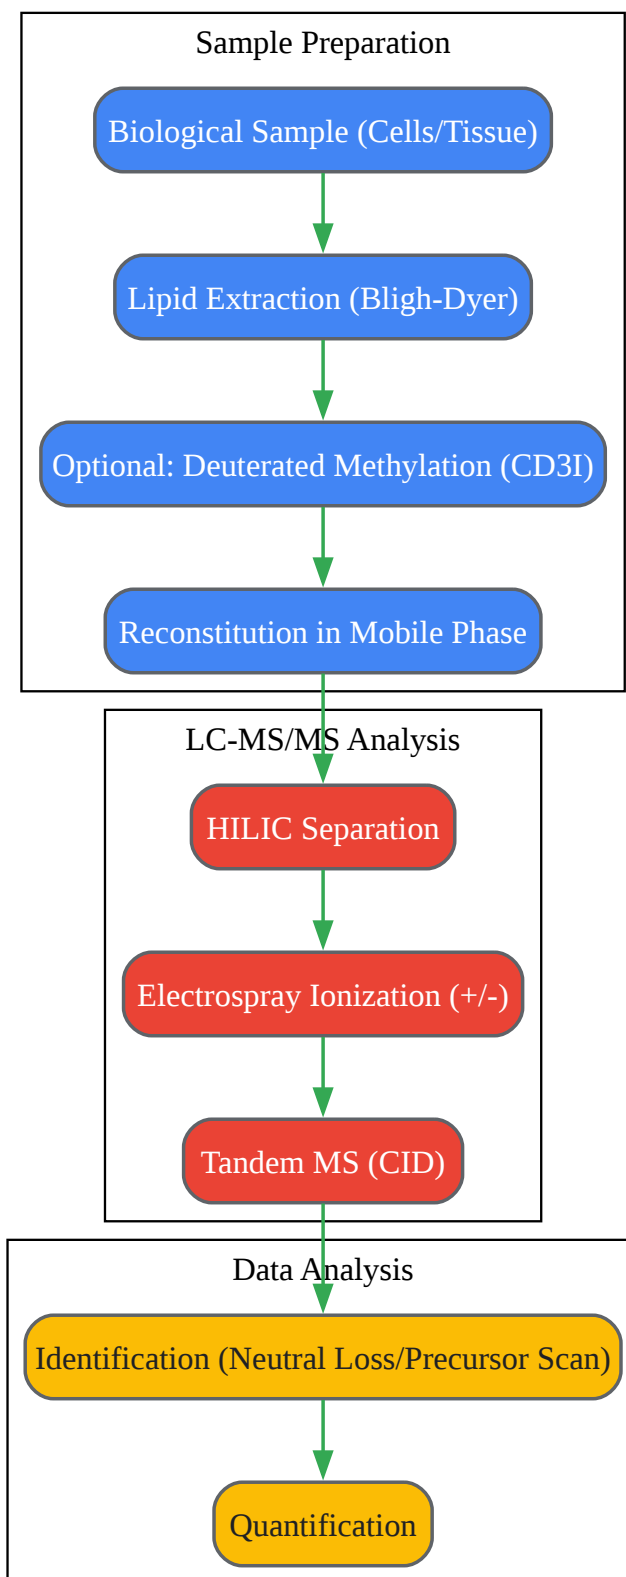 Sample Preparation
Biological Sample (Cells/Tissue)
Lipid Extraction (Bligh-Dyer)
Optional: Deuterated Methylation (CD3I)
Reconstitution in Mobile Phase
LC-MS/MS Analysis
HILIC Separation
Electrospray Ionization (+/-)
Tandem MS (CID)
Data Analysis
Identification (Neutral Loss/Precursor Scan)
Quantification